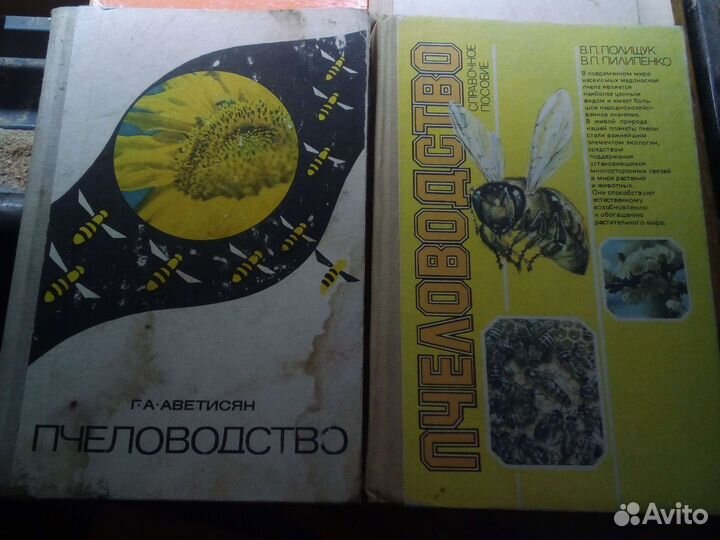 Г·А·АВЕТИСЯН
ПЧЕЛОВОДСТВО
ПЧЕЛОВОДСТВО
СПРАВОЧНОЕ
ПОСОБИЕ
В.П.ПОЛИЩУК
В.П.ПИЛИПЕНКО
В современном мире
насекомых медоносная
пчела является
наиболее ценным
видом и имеет боль-
шое народнохозяйст-
венное значение.
В живой природе
нашей планеты пчелы
стали важнейшим
элементом экологии,
средством
поддержания
установившихся
многосторонних связей
в мире растений
и животных.
Они способствуют
естественному
возобновлению
и обогащению
растительного мира.
Avito